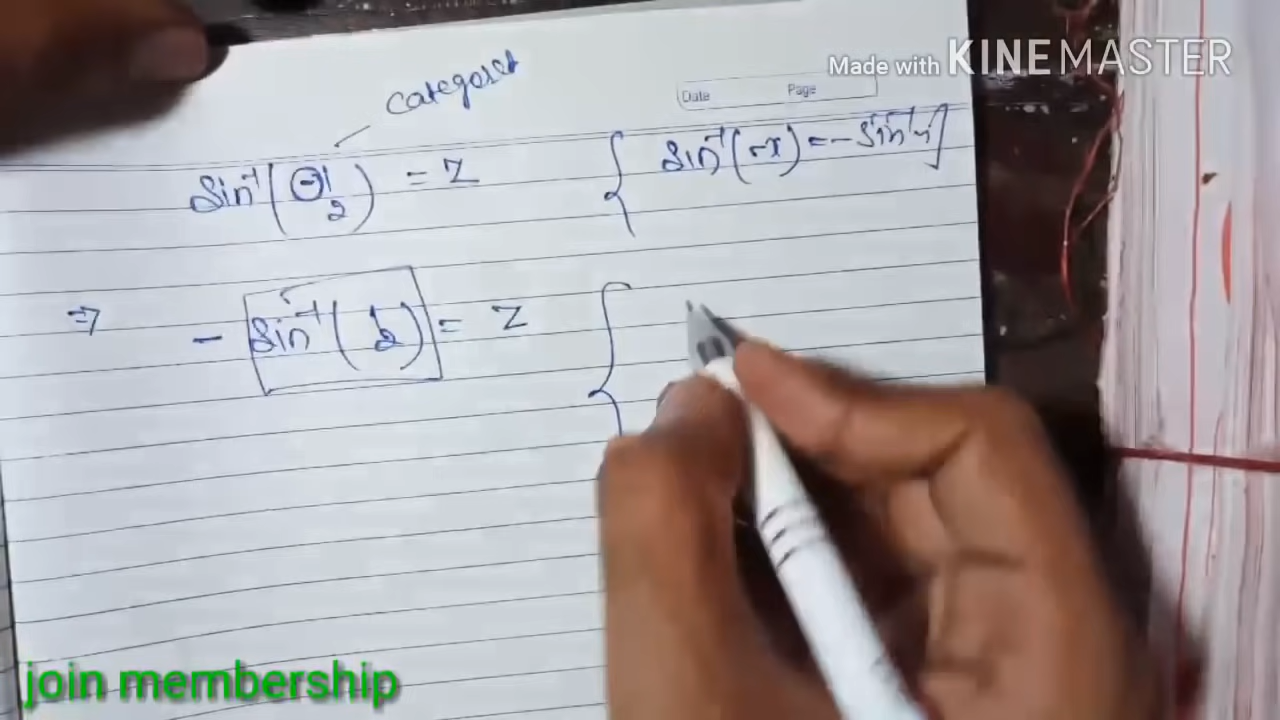 Made with KINEMASTER
categories
Date Page
Sin⁻¹(-1/2) = Z { Sin⁻¹(-x) = - Sin⁻¹x }
⇒ - Sin⁻¹(1/2) = Z {
join membership